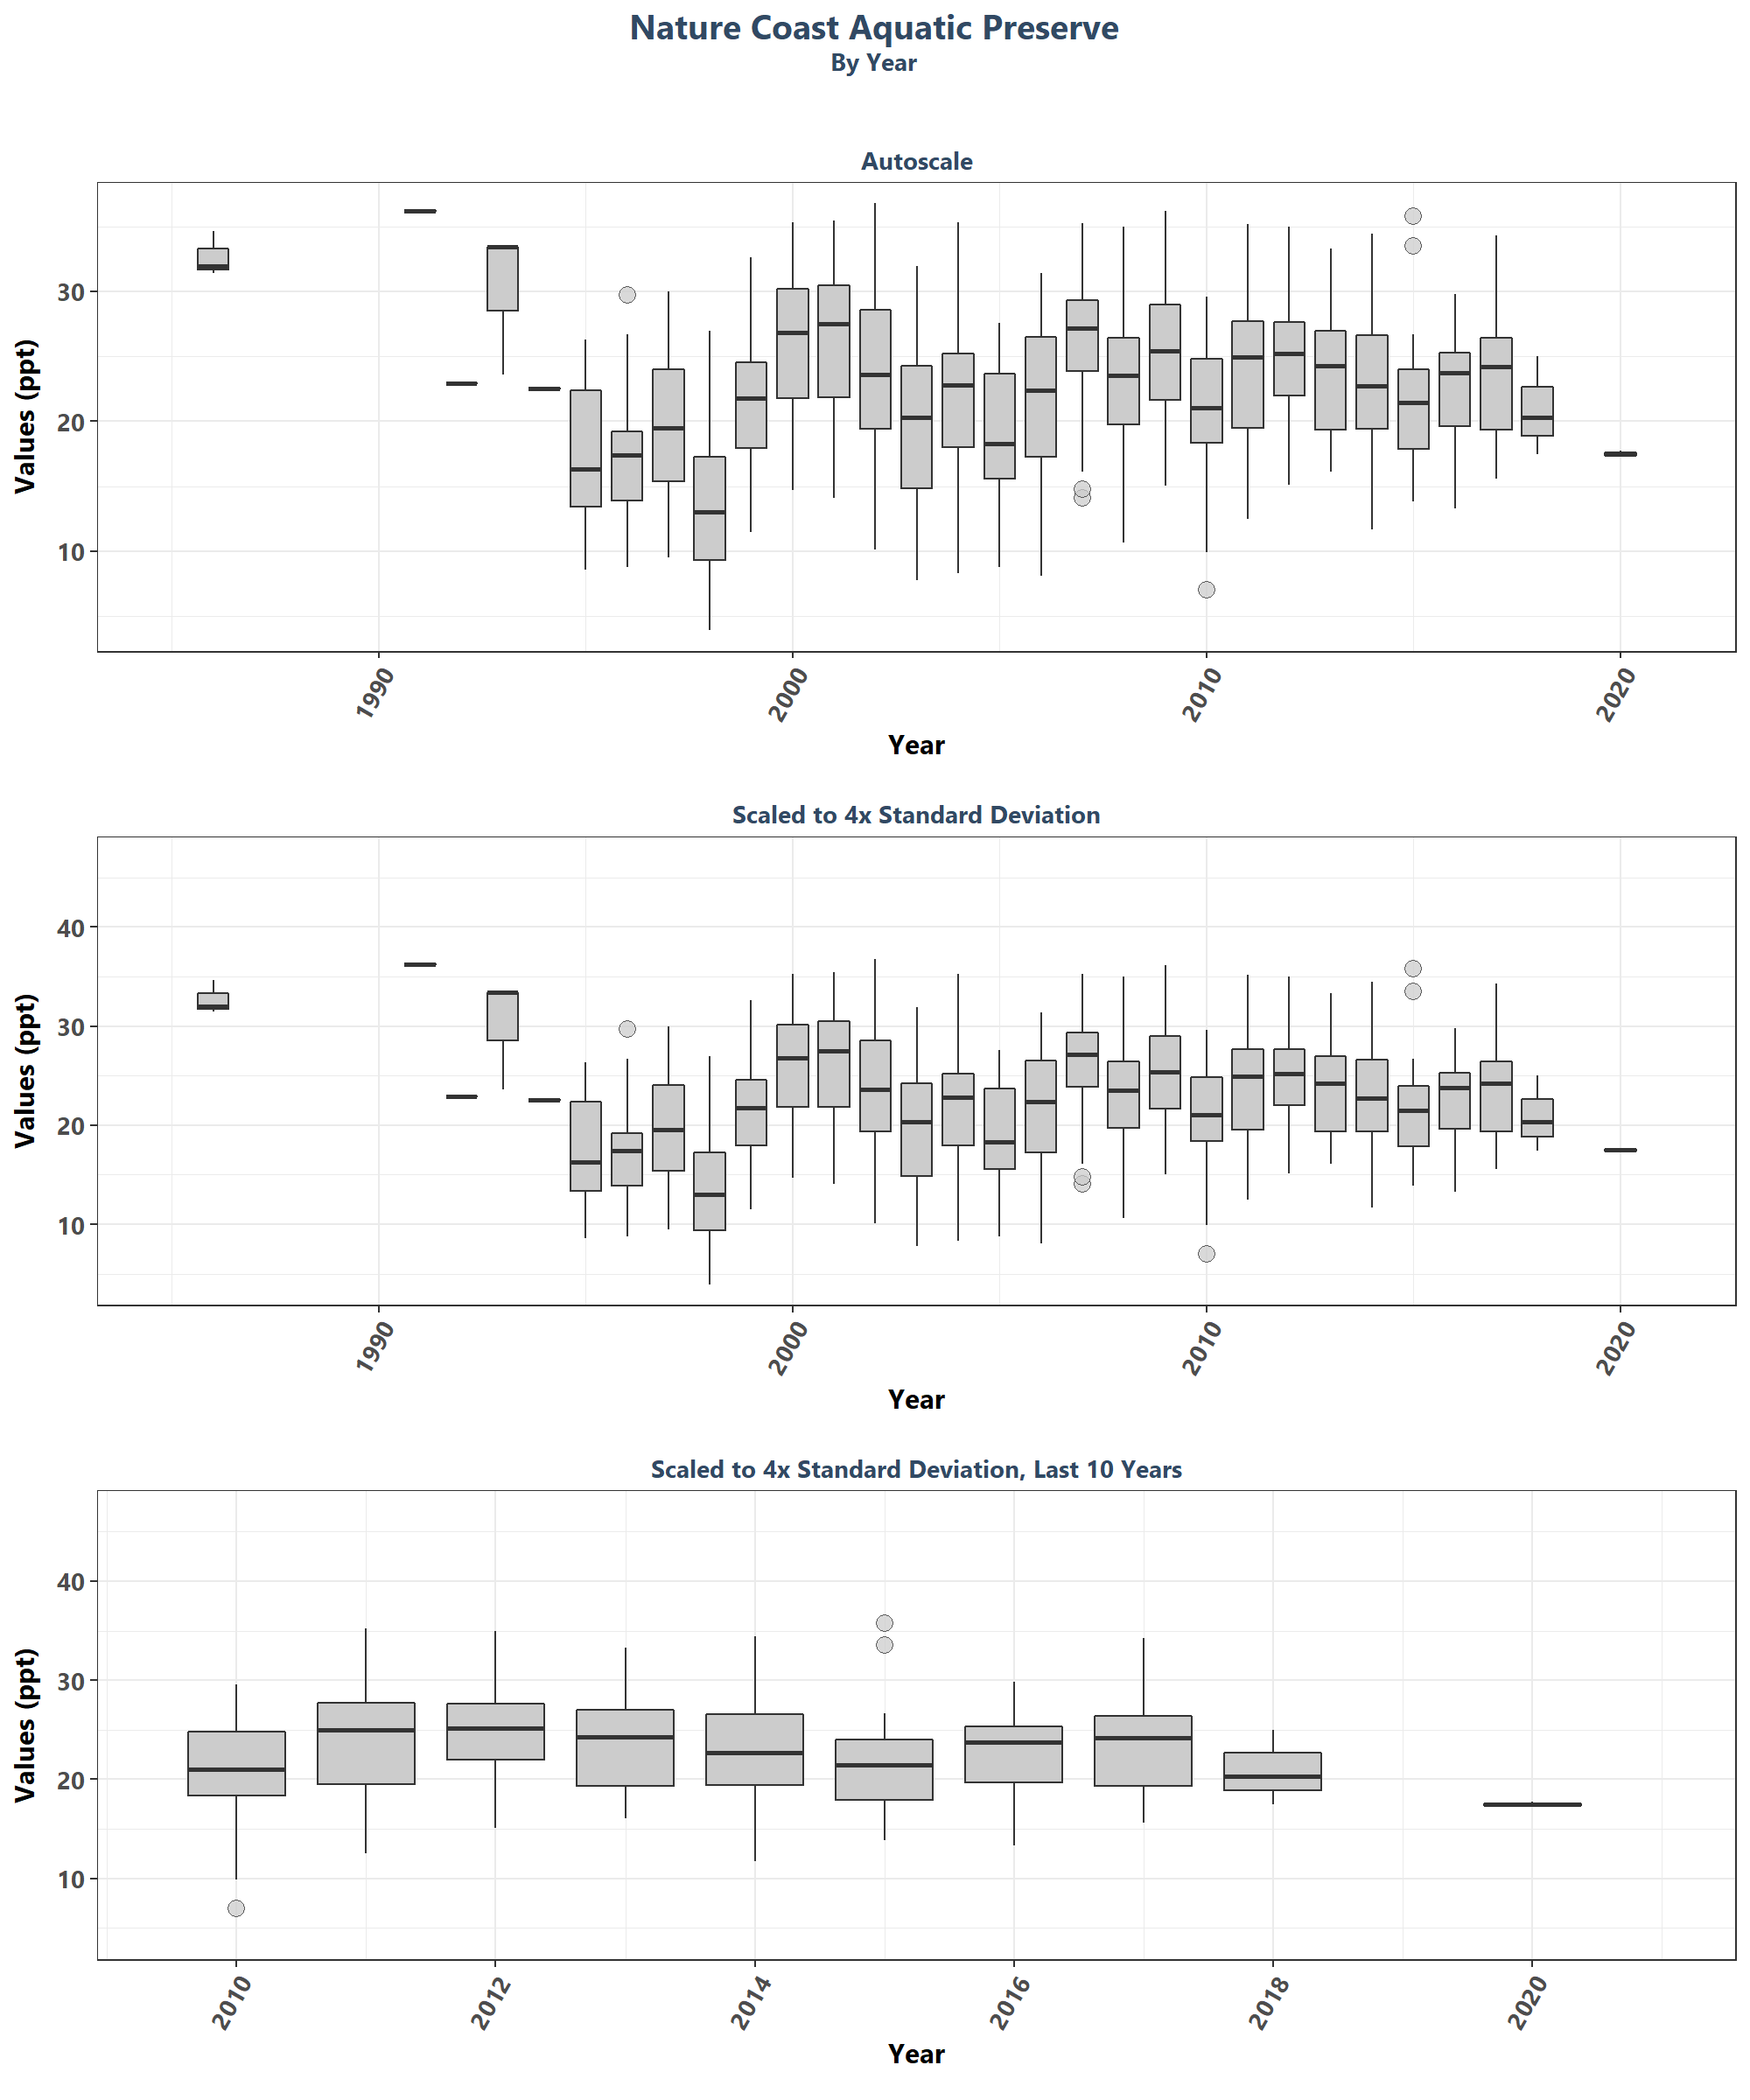 Nature Coast Aquatic Preserve
By Year
Autoscale
Values (ppt)
30
20
10
1990
2000
2010
2020
Year
Scaled to 4x Standard Deviation
Values (ppt)
40
30
20
10
1990
2000
2010
2020
Year
Scaled to 4x Standard Deviation, Last 10 Years
Values (ppt)
40
30
20
10
2010
2012
2014
2016
2018
2020
Year